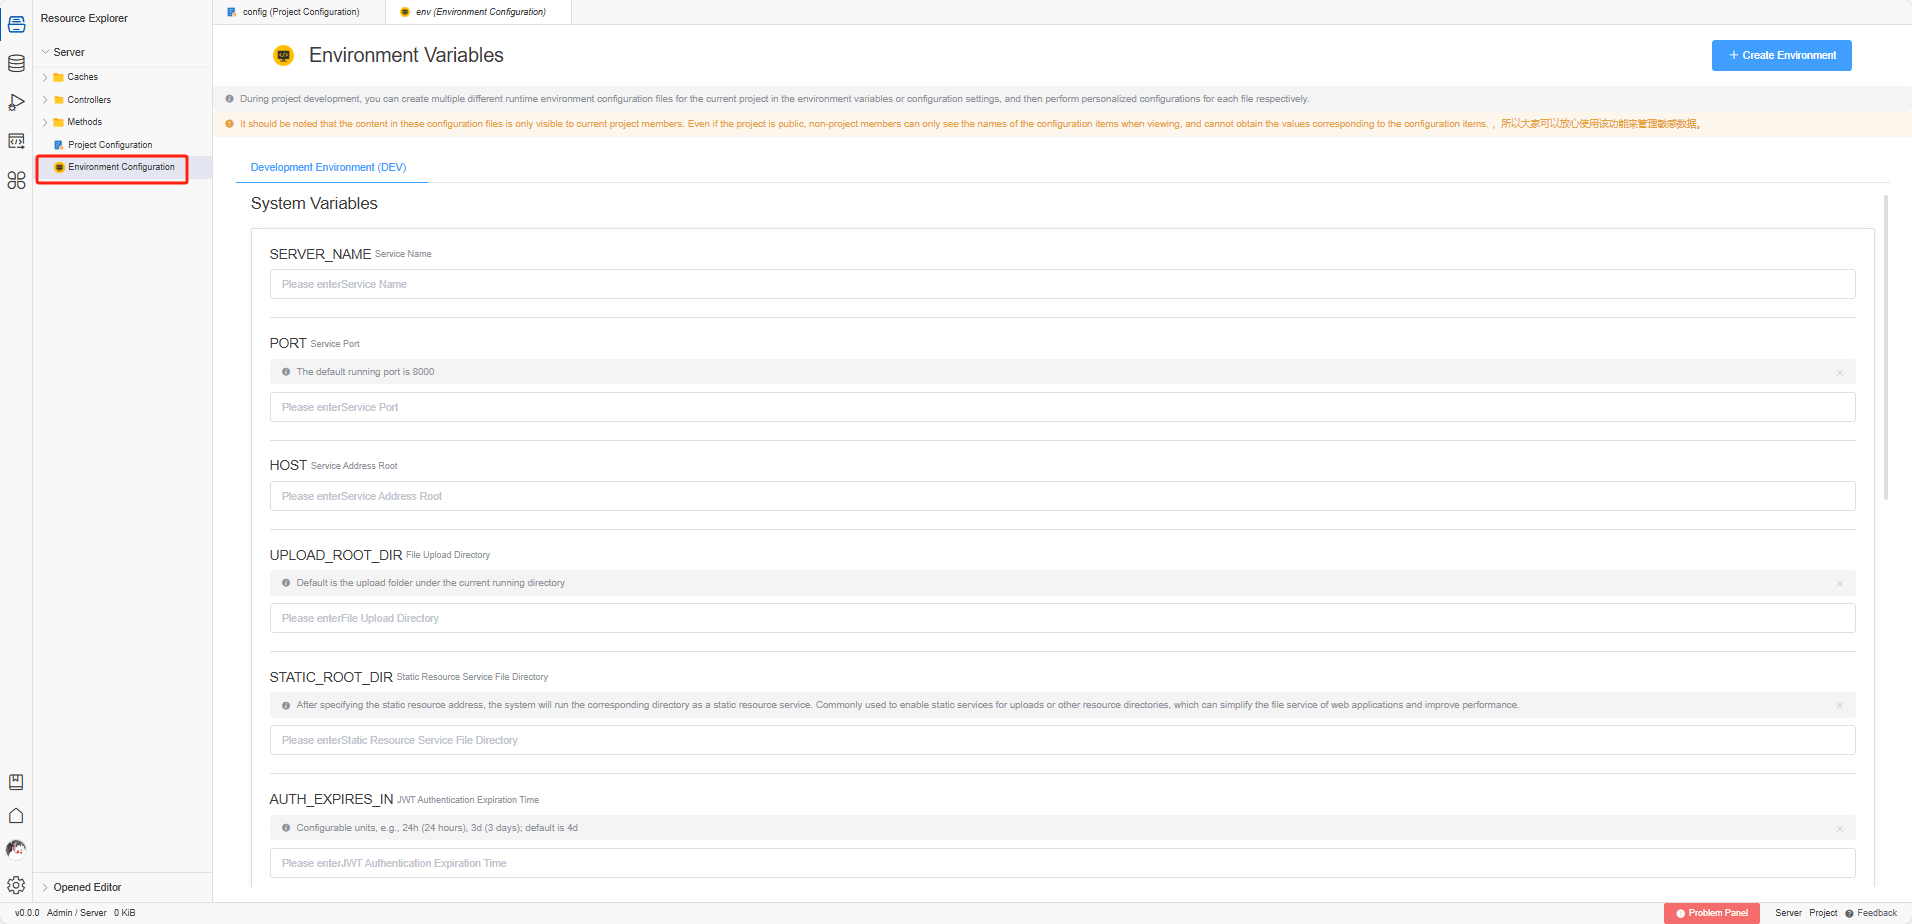 Resource Explorer
Server
Caches
Controllers
Methods
Project Configuration
Environment Configuration
Opened Editor
config (Project Configuration)
env (Environment Configuration)
Environment Variables
+ Create Environment
During project development, you can create multiple different runtime environment configuration files for the current project in the environment variables or configuration settings, and then perform personalized configurations for each file respectively.
It should be noted that the content in these configuration files is only visible to current project members. Even if the project is public, non-project members can only see the names of the configuration items when viewing, and cannot obtain the values corresponding to the configuration items. ，所以大家可以放心使用该功能来管理敏感数据。
Development Environment (DEV)
System Variables
SERVER_NAME Service Name
Please enterService Name
PORT Service Port
The default running port is 8000
Please enterService Port
HOST Service Address Root
Please enterService Address Root
UPLOAD_ROOT_DIR File Upload Directory
Default is the upload folder under the current running directory
Please enterFile Upload Directory
STATIC_ROOT_DIR Static Resource Service File Directory
After specifying the static resource address, the system will run the corresponding directory as a static resource service. Commonly used to enable static services for uploads or other resource directories, which can simplify the file service of web applications and improve performance.
Please enterStatic Resource Service File Directory
AUTH_EXPIRES_IN JWT Authentication Expiration Time
Configurable units, e.g., 24h (24 hours), 3d (3 days); default is 4d
Please enterJWT Authentication Expiration Time
v0.0.0 Admin / Server 0 KiB
Problem Panel Server Project Feedback